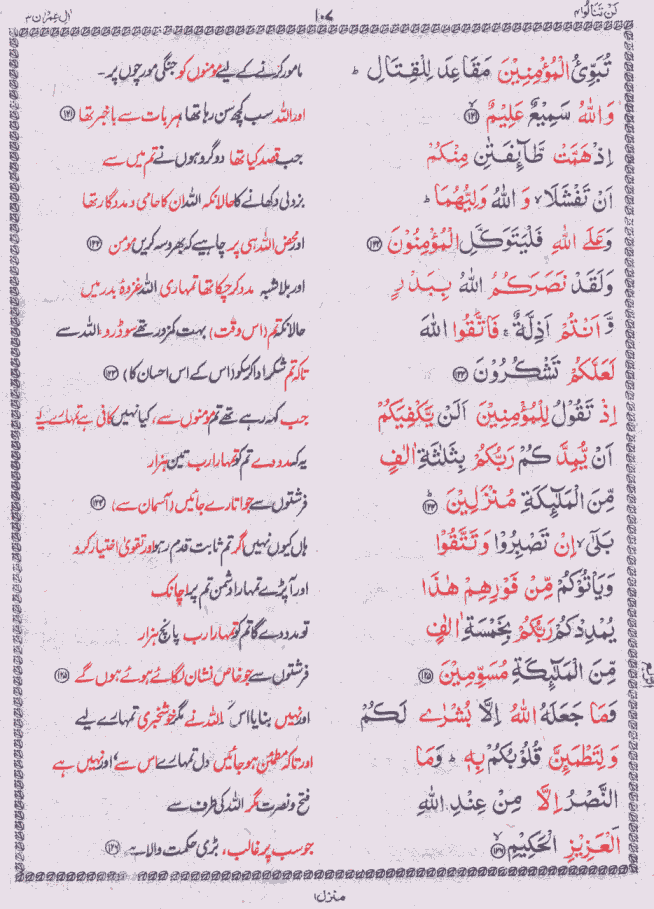 لَنْ تَنَالُوا ۴ ۱۰۷ اٰلِ عِمْرٰن ۳
تُبَوِّئُ الْمُؤْمِنِيْنَ مَقَاعِدَ لِلْقِتَالِ ؕ مامور کرنے کے لیے مومنوں کو جنگی مورچوں پر۔
وَاللّٰهُ سَمِيْعٌ عَلِيْمٌ ۱۲۱ اور اللہ سب کچھ سن رہا تھا، ہر بات سے باخبر تھا ۱۲۱
اِذْ هَمَّتْ طَّآئِفَتٰنِ مِنْكُمْ جب قصد کیا تھا دو گروہوں نے تم میں سے
اَنْ تَفْشَلَا ۙ وَ اللّٰهُ وَلِيُّهُمَا ؕ بزدلی دکھانے کا حالانکہ اللہ ان کا حامی و مددگار تھا
وَعَلَى اللّٰهِ فَلْيَتَوَكَّلِ الْمُؤْمِنُوْنَ ۱۲۲ اور محض اللہ ہی پر چاہیے کہ بھروسہ کریں مومن ۱۲۲
وَلَقَدْ نَصَرَكُمُ اللّٰهُ بِبَدْرٍ اور بلاشبہ مدد کر چکا تھا تمہاری اللہ غزوۂ بدر میں
وَّ اَنْتُمْ اَذِلَّةٌ ۚ فَاتَّقُوا اللّٰهَ حالانکہ تم (اس وقت) بہت کمزور تھے سو ڈرو اللہ سے
لَعَلَّكُمْ تَشْكُرُوْنَ ۱۲۳ تاکہ تم شکر ادا کر سکو (اس کے اس احسان کا) ۱۲۳
اِذْ تَقُوْلُ لِلْمُؤْمِنِيْنَ اَلَنْ يَّكْفِيَكُمْ جب کہہ رہے تھے تم مومنوں سے، کیا نہیں کافی ہے تمہارے لیے
اَنْ يُّمِدَّ كُمْ رَبُّكُمْ بِثَلٰثَةِ اٰلٰفٍ یہ کہ مدد دے تم کو تمہارا رب تین ہزار
مِّنَ الْمَلٰٓئِكَةِ مُنْزَلِيْنَ ۱۲۴ فرشتوں سے جو اتارے جائیں (آسمان سے) ۱۲۴
بَلٰٓى ۙ اِنْ تَصْبِرُوْا وَ تَتَّقُوْا ہاں کیوں نہیں اگر تم ثابت قدم رہو اور تقویٰ اختیار کرو
وَيَاْتُوْكُمْ مِّنْ فَوْرِهِمْ هٰذَا اور آ پڑے تمہارا دشمن تم پر اچانک
يُمْدِدْكُمْ رَبُّكُمْ بِخَمْسَةِ اٰلٰفٍ تو مدد دے گا تم کو تمہارا رب پانچ ہزار
مِّنَ الْمَلٰٓئِكَةِ مُسَوِّمِيْنَ ۱۲۵ فرشتوں سے جو خاص نشان لگائے ہوئے ہوں گے ۱۲۵
وَمَا جَعَلَهُ اللّٰهُ اِلَّا بُشْرٰى لَكُمْ اور نہیں بنایا اس کو اللہ نے مگر خوشخبری تمہارے لیے
وَ لِتَطْمَئِنَّ قُلُوْبُكُمْ بِهٖ ؕ وَمَا اور تاکہ مطمئن ہو جائیں دل تمہارے اس سے، اور نہیں ہے
النَّصْرُ اِلَّا مِنْ عِنْدِ اللّٰهِ فتح و نصرت مگر اللہ کی طرف سے
الْعَزِيْزِ الْحَكِيْمِ ۱۲۶ جو سب پر غالب، بڑی حکمت والا ہے ۱۲۶
منزل ۱